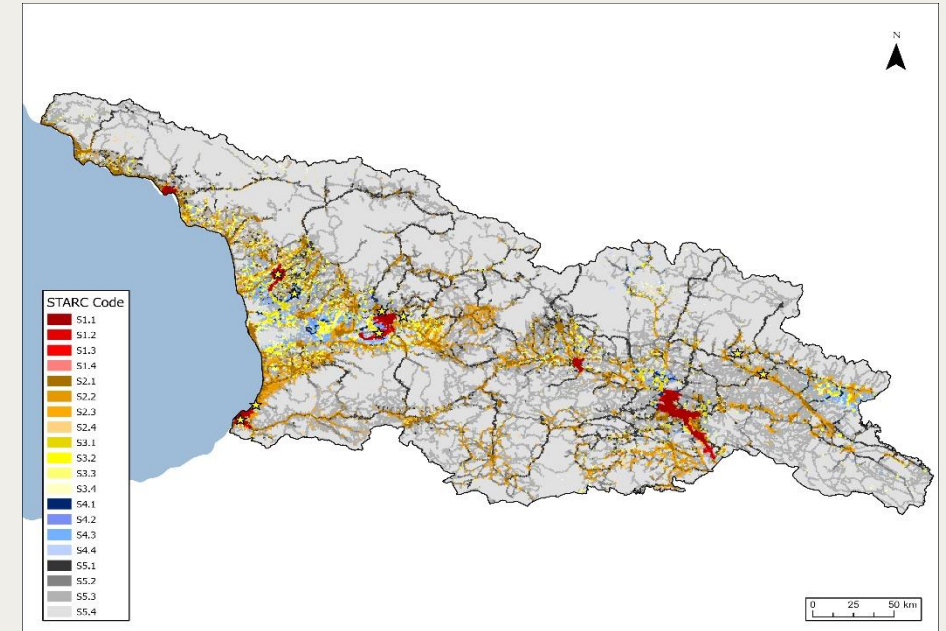 N
STARC Code
S1.1
S1.2
S1.3
S1.4
S2.1
S2.2
S2.3
S2.4
S3.1
S3.2
S3.3
S3.4
S4.1
S4.2
S4.3
S4.4
S5.1
S5.2
S5.3
S5.4
0 25 50 km